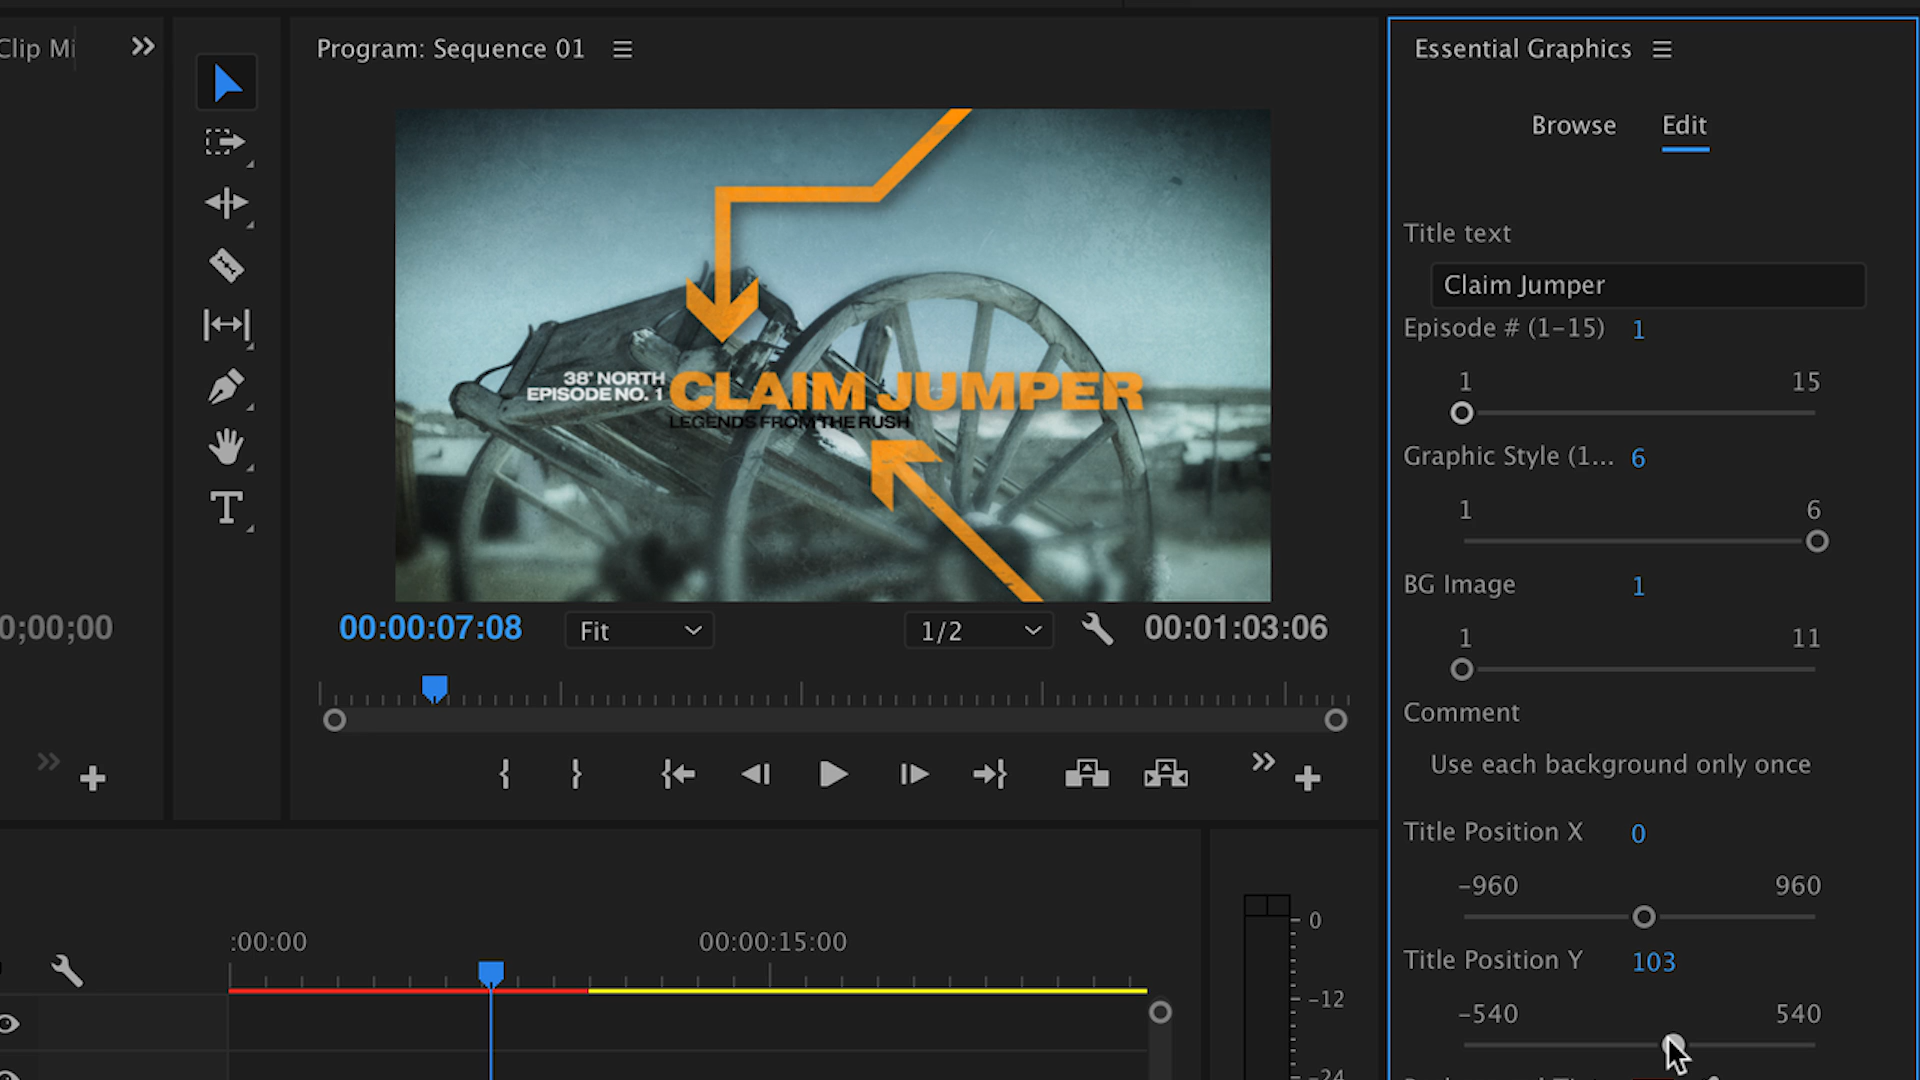 Clip Mi
Program: Sequence 01
Essential Graphics
Browse Edit
Title text
Claim Jumper
Episode # (1-15) 1
1 15
Graphic Style (1... 6
1 6
BG Image 1
1 11
Comment
Use each background only once
Title Position X 0
-960 960
Title Position Y 103
-540 540
38° NORTH
EPISODE NO. 1
CLAIM JUMPER
LEGENDS FROM THE RUSH
0;00;00
00:00:07:08
Fit
1/2
00:01:03:06
:00:00
00:00:15:00
0
-12
-24